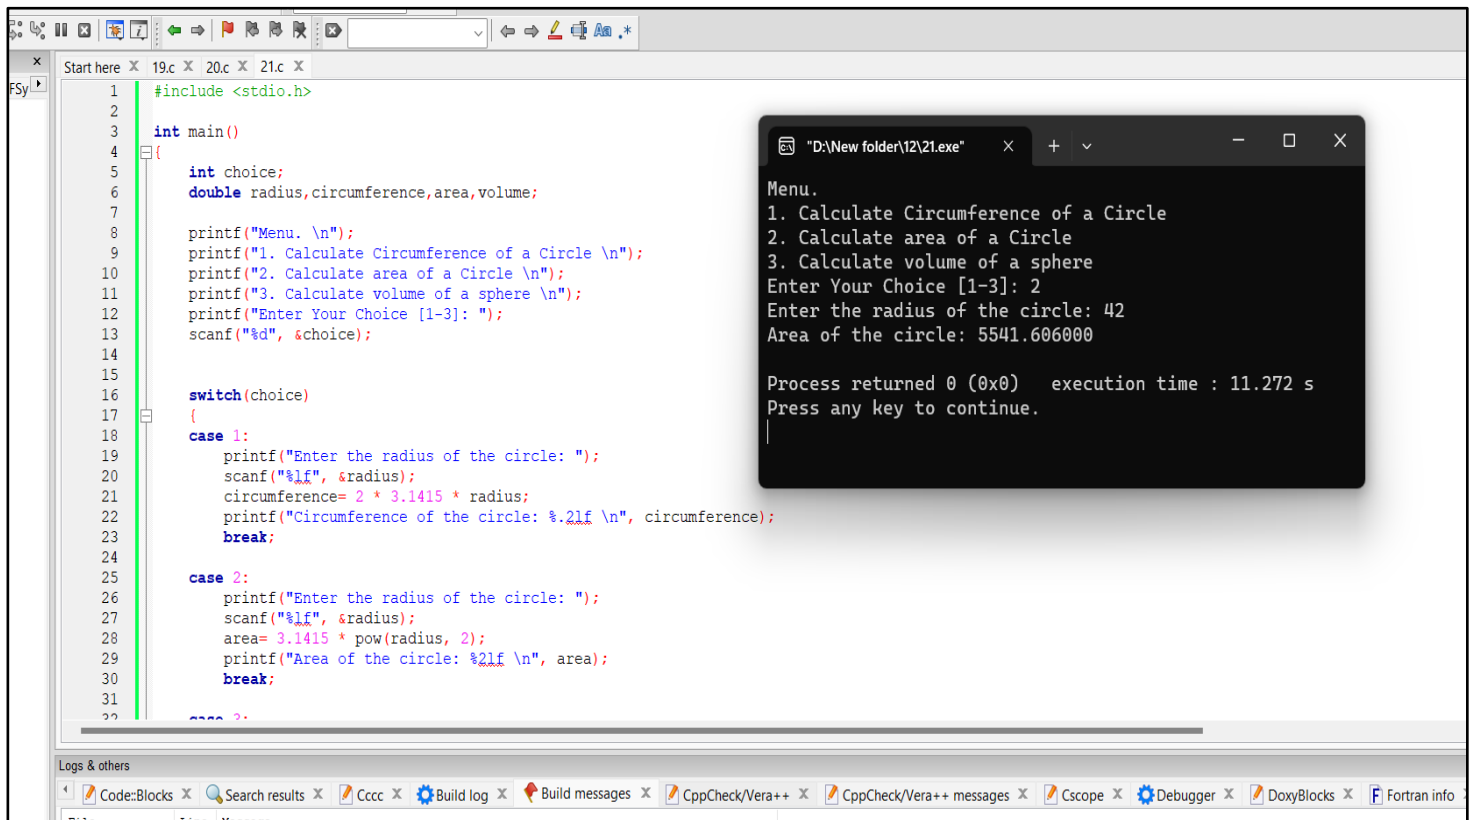 Start here X 19.c X 20.c X 21.c X
FSy
1 #include <stdio.h>
2
3 int main()
4 {
5 int choice;
6 double radius,circumference,area,volume;
7
8 printf("Menu. \n");
9 printf("1. Calculate Circumference of a Circle \n");
10 printf("2. Calculate area of a Circle \n");
11 printf("3. Calculate volume of a sphere \n");
12 printf("Enter Your Choice [1-3]: ");
13 scanf("%d", &choice);
14
15
16 switch(choice)
17 {
18 case 1:
19 printf("Enter the radius of the circle: ");
20 scanf("%lf", &radius);
21 circumference= 2 * 3.1415 * radius;
22 printf("Circumference of the circle: %.2lf \n", circumference);
23 break;
24
25 case 2:
26 printf("Enter the radius of the circle: ");
27 scanf("%lf", &radius);
28 area= 3.1415 * pow(radius, 2);
29 printf("Area of the circle: %2lf \n", area);
30 break;
31
32 case 3:
"D:\New folder\12\21.exe"
Menu.
1. Calculate Circumference of a Circle
2. Calculate area of a Circle
3. Calculate volume of a sphere
Enter Your Choice [1-3]: 2
Enter the radius of the circle: 42
Area of the circle: 5541.606000
Process returned 0 (0x0) execution time : 11.272 s
Press any key to continue.
Logs & others
Code::Blocks X Search results X Cccc X Build log X Build messages X CppCheck/Vera++ X CppCheck/Vera++ messages X Cscope X Debugger X DoxyBlocks X Fortran info